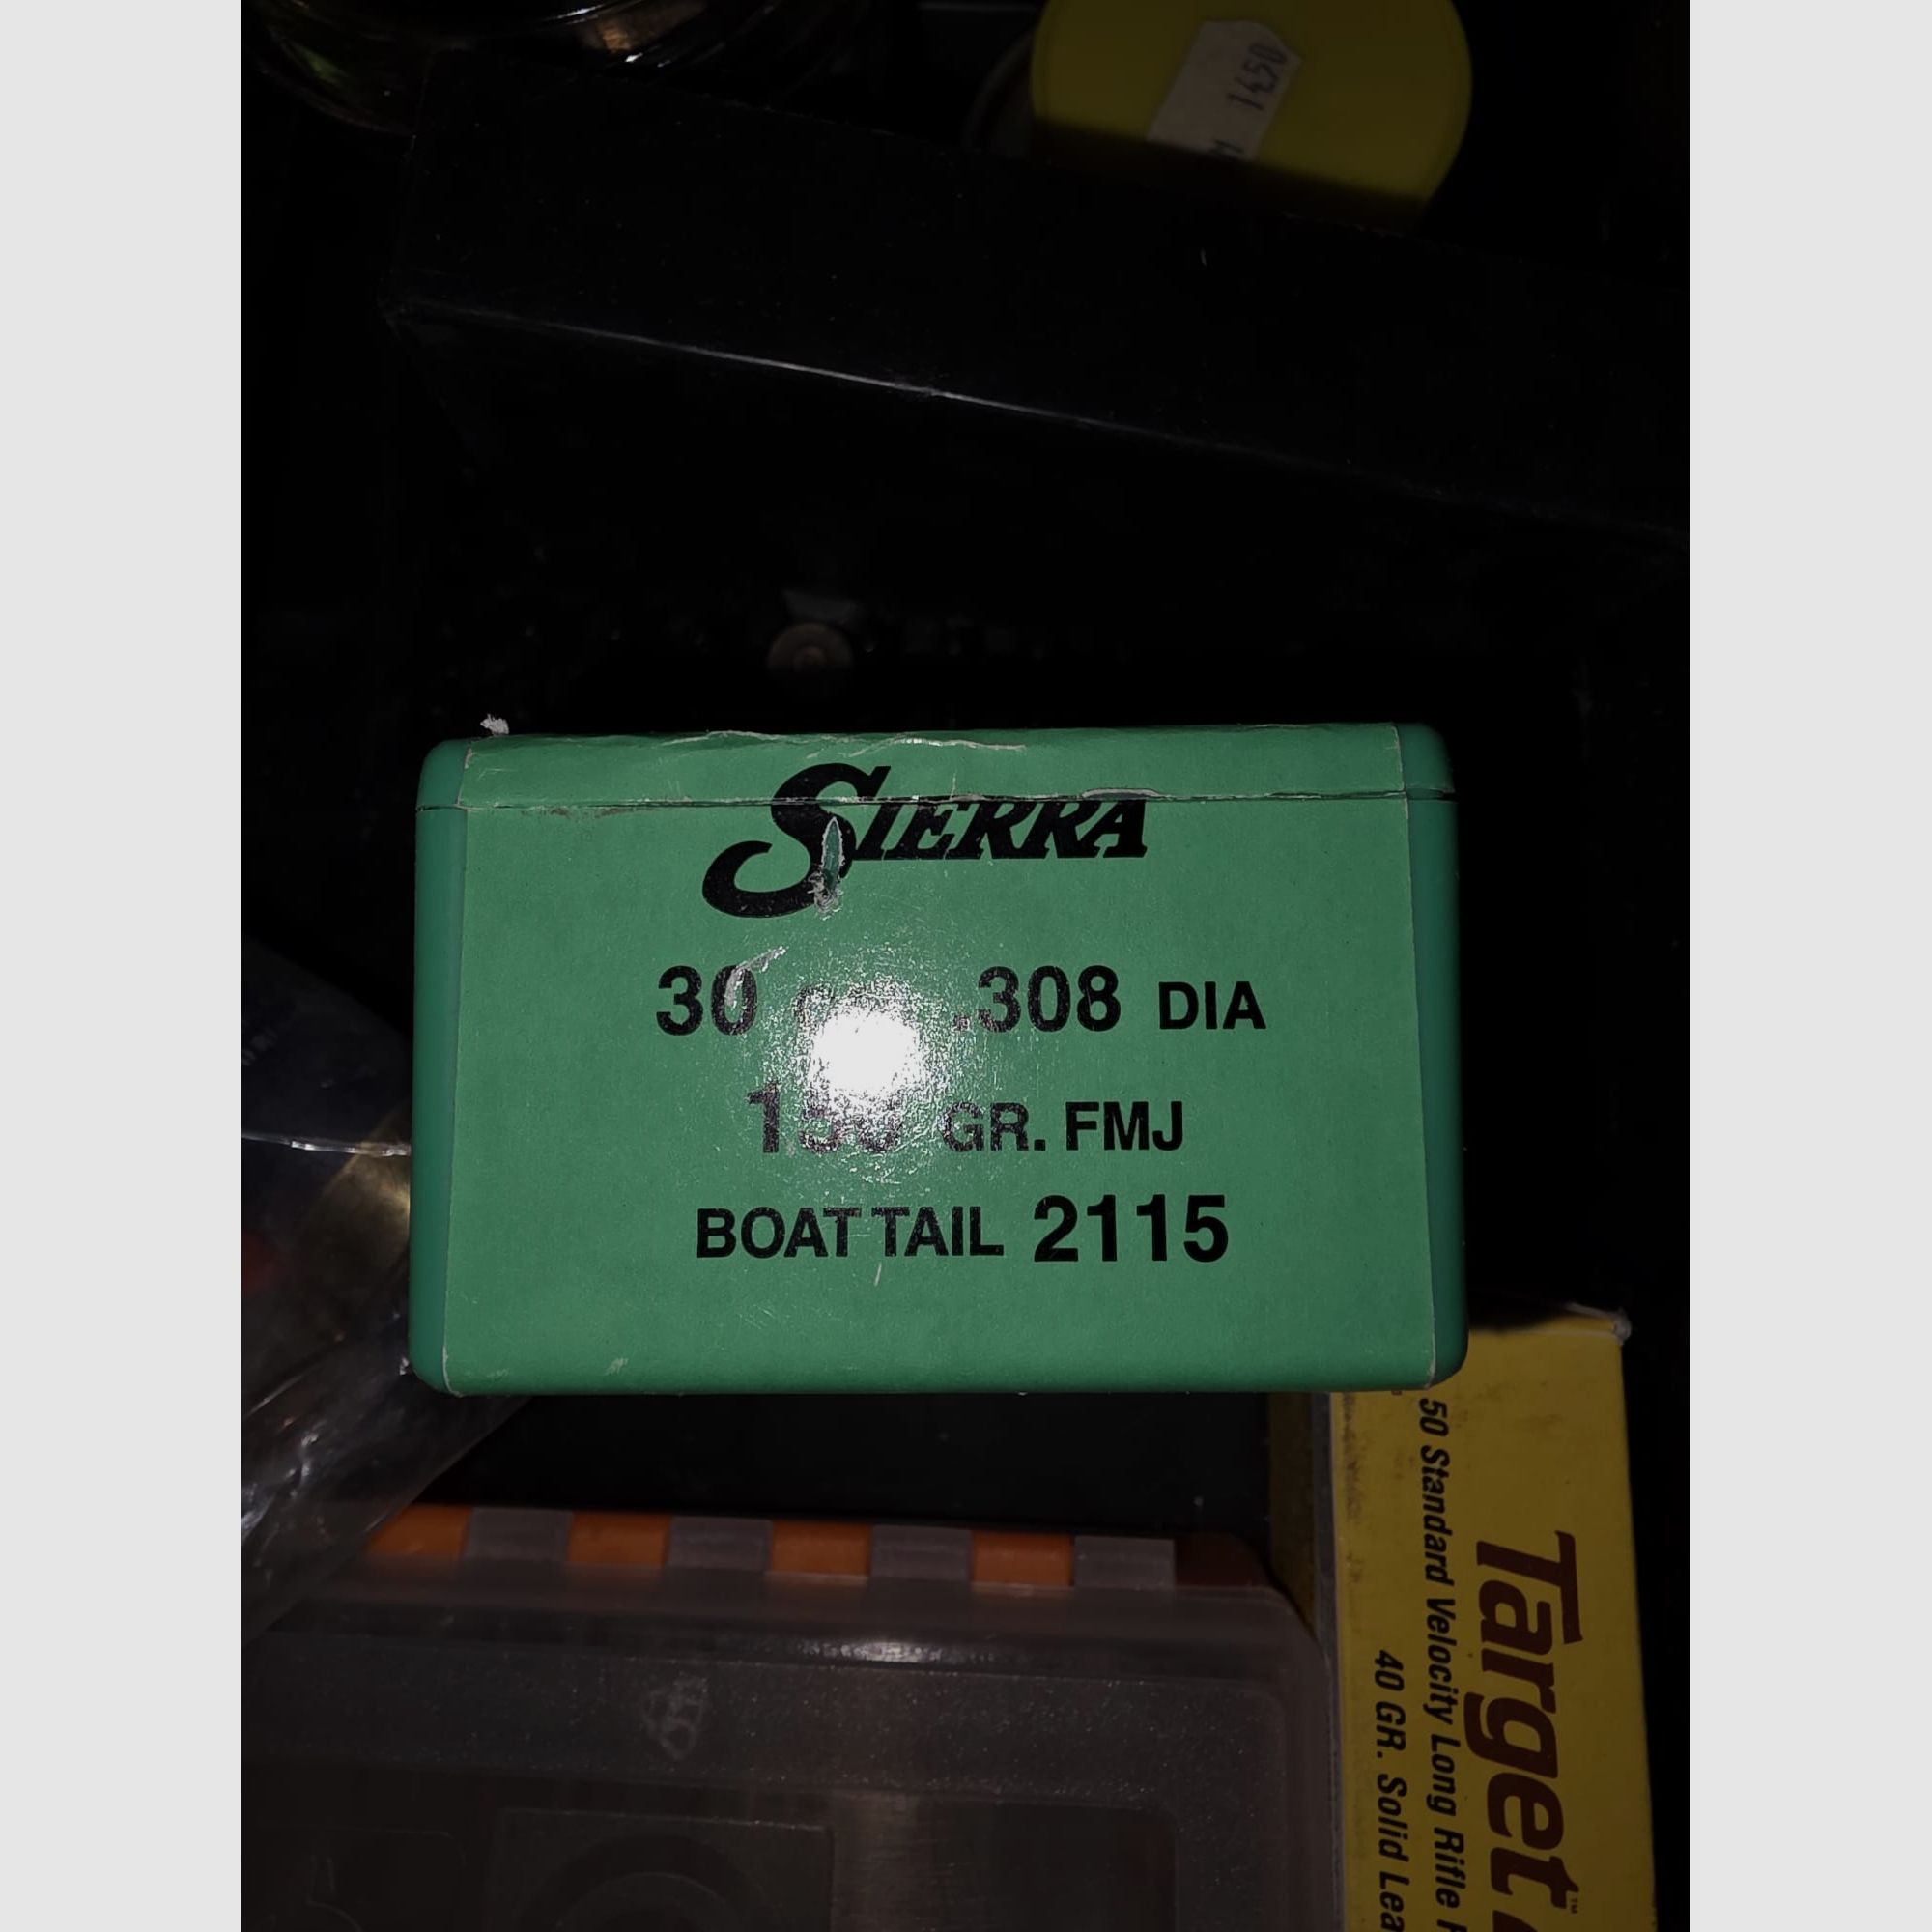 1450
SIERRA
30 .308 DIA
150 GR. FMJ
BOAT TAIL 2115
50 Standard Velocity Long Rifle
Target
40 GR. Solid